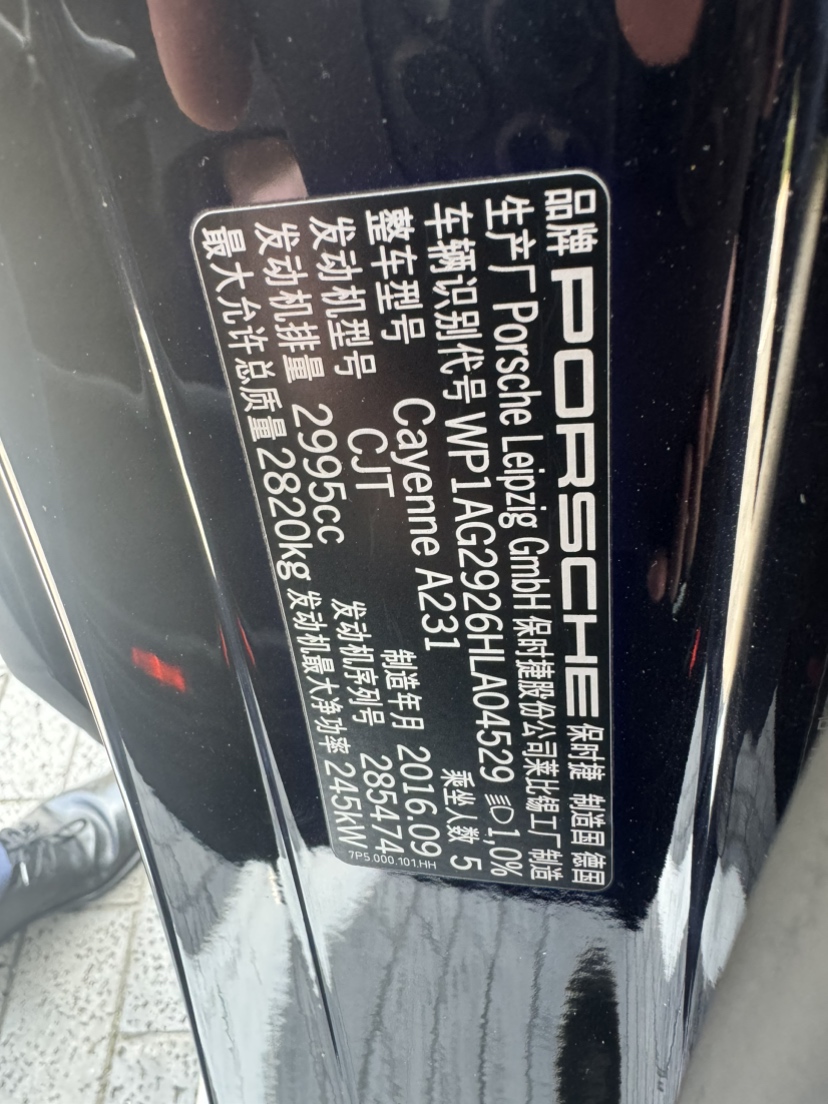 品牌 PORSCHE 保时捷 制造国 德国
生产厂 Porsche Leipzig GmbH 保时捷股份公司莱比锡工厂制造
车辆识别代号 WP1AG2926HLA04529 1,0%
整车型号 Cayenne A231 乘坐人数 5
发动机型号 CJT 制造年月 2016.09
发动机排量 2995cc 发动机序列号 285474
最大允许总质量 2820kg 发动机最大净功率 245kW
7P5.000.101.HH